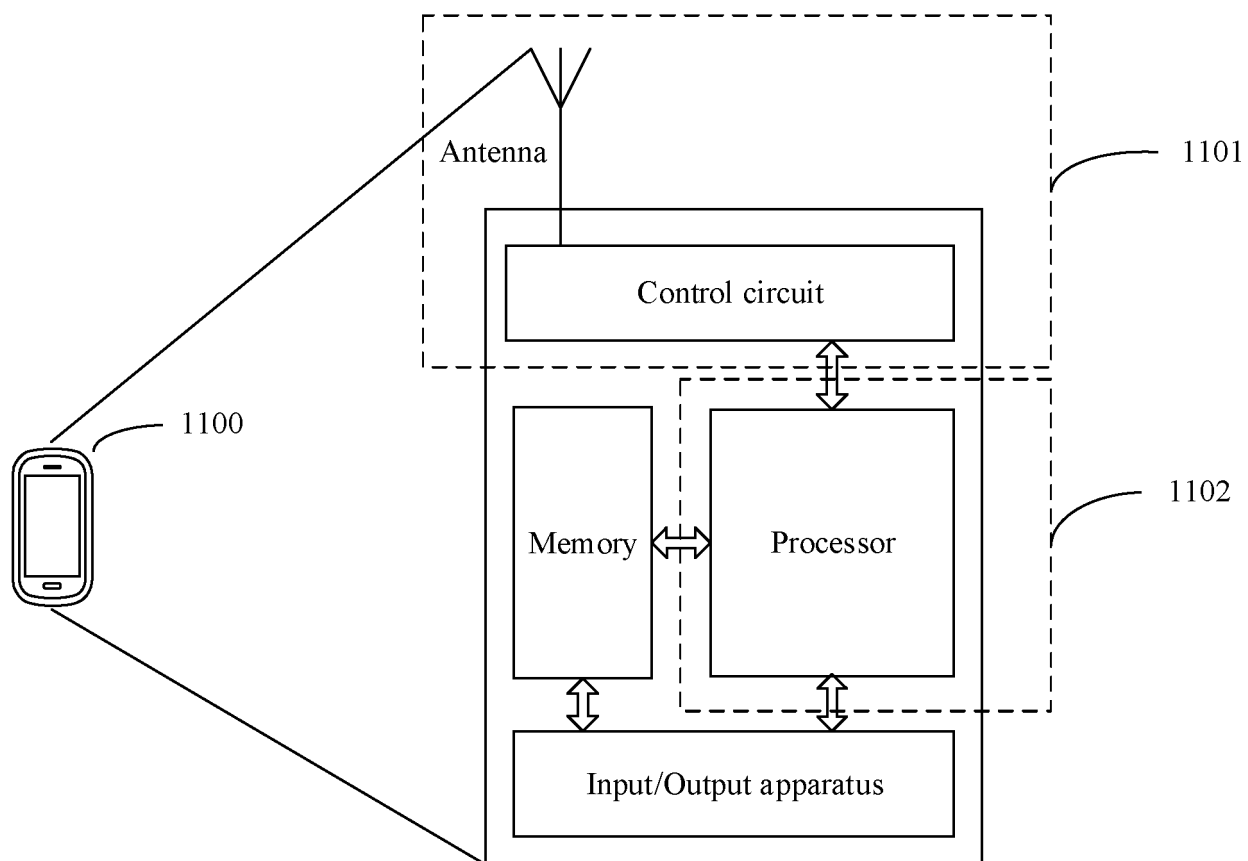 Antenna
1101
Control circuit
1100
1102
Memory
Processor
Input/Output apparatus